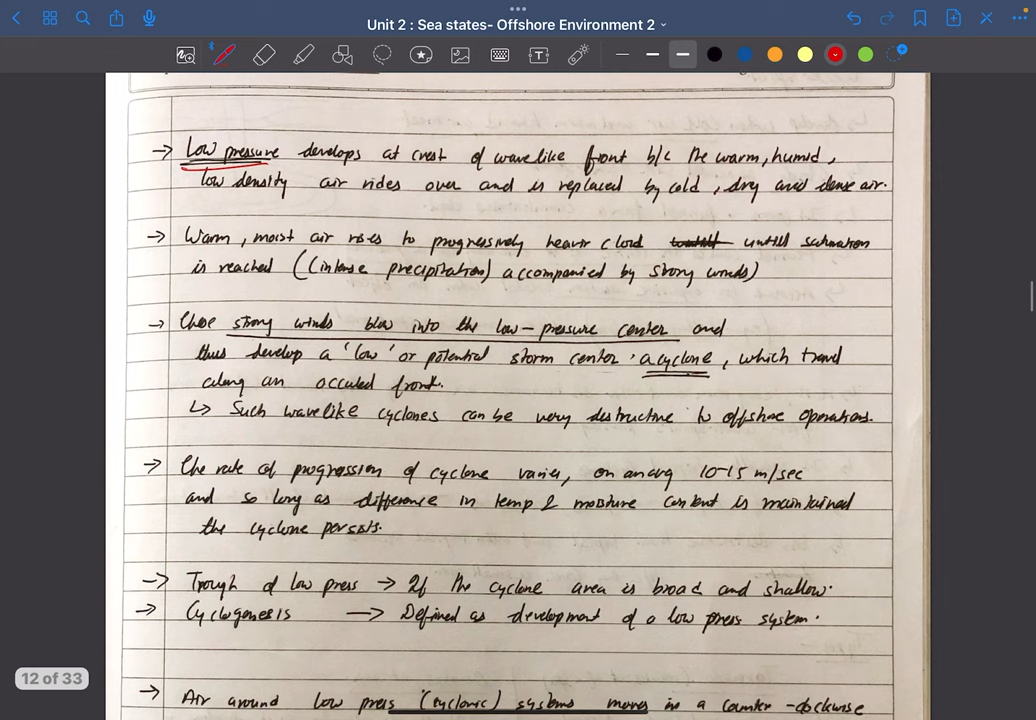 Unit 2 : Sea states- Offshore Environment 2
→ Low pressure develops at crest of wavelike front b/c the warm, humid,
low density air rides over and is replaced by cold, dry and dense air.
→ Warm, moist air rises to progressively heavir cloud untill saturation
is reached ((intense precipitation) accompanied by strong winds)
→ These strong winds blow into the low-pressure center and
thus develop a 'low' or potential storm center, a cyclone, which travel
along an occuled front.
↳ Such wavelike cyclones can be very destructive to offshore operations.
→ The rate of progression of cyclone varies, on an avg 10-15 m/sec
and so long as difference in temp & moisture content is maintained
the cyclone persists.
→ Trough of low press → If the cyclone area is broad and shallow.
→ Cyclogenesis → Defined as development of a low press system.
12 of 33
→ Air around low press (cyclonic) systems moves in a counter-clockwise